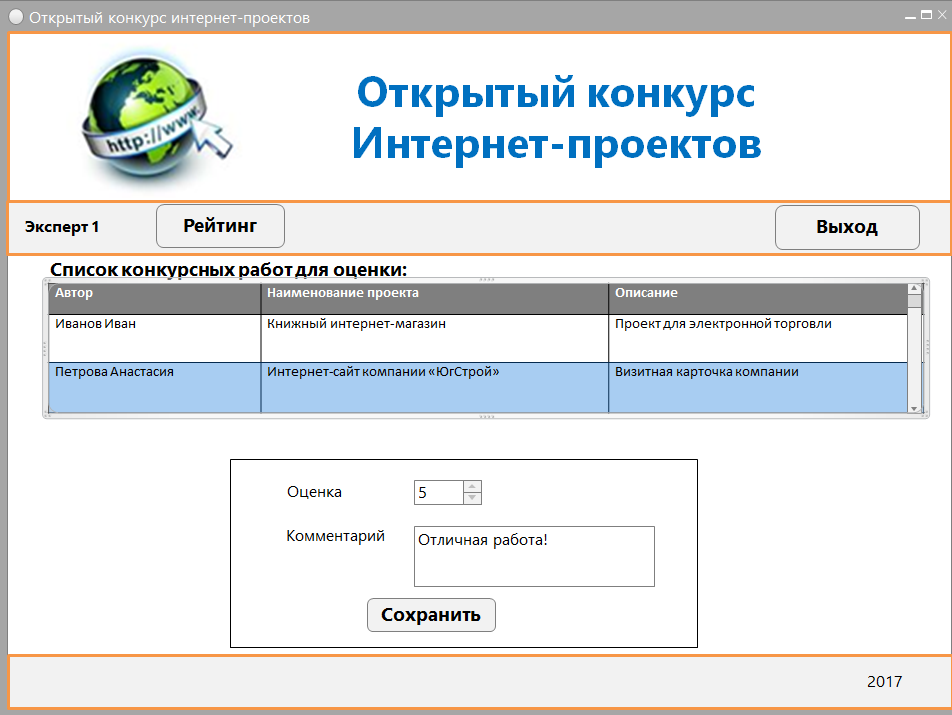 Открытый конкурс интернет-проектов
http://www.
Открытый конкурс
Интернет-проектов
Эксперт 1
Рейтинг
Выход
Список конкурсных работ для оценки:
Автор Наименование проекта Описание
Иванов Иван Книжный интернет-магазин Проект для электронной торговли
Петрова Анастасия Интернет-сайт компании «ЮгСтрой» Визитная карточка компании
Оценка 5
Комментарий Отличная работа!
Сохранить
2017